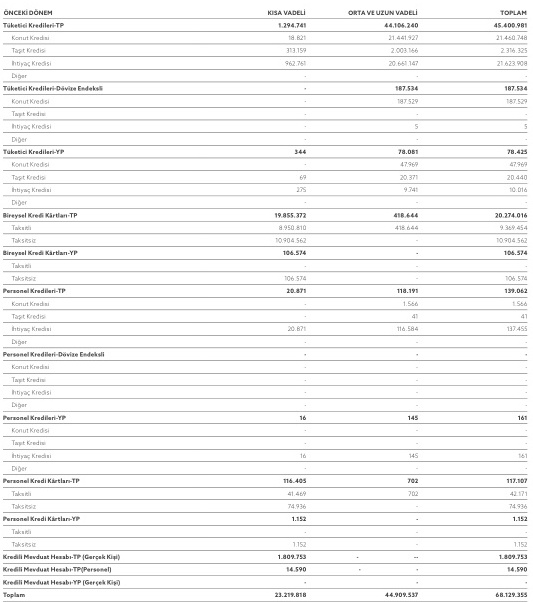 ÖNCEKİ DÖNEM KISA VADELİ ORTA VE UZUN VADELİ TOPLAM
Tüketici Kredileri-TP 1.294.741 44.106.240 45.400.981
Konut Kredisi 18.821 21.441.927 21.460.748
Taşıt Kredisi 313.159 2.003.166 2.316.325
İhtiyaç Kredisi 962.761 20.661.147 21.623.908
Diğer - - -
Tüketici Kredileri-Dövize Endeksli - 187.534 187.534
Konut Kredisi - 187.529 187.529
Taşıt Kredisi - - -
İhtiyaç Kredisi - 5 5
Diğer - - -
Tüketici Kredileri-YP 344 78.081 78.425
Konut Kredisi - 47.969 47.969
Taşıt Kredisi 69 20.371 20.440
İhtiyaç Kredisi 275 9.741 10.016
Diğer - - -
Bireysel Kredi Kârtları-TP 19.855.372 418.644 20.274.016
Taksitli 8.950.810 418.644 9.369.454
Taksitsiz 10.904.562 - 10.904.562
Bireysel Kredi Kârtları-YP 106.574 - 106.574
Taksitli - - -
Taksitsiz 106.574 - 106.574
Personel Kredileri-TP 20.871 118.191 139.062
Konut Kredisi - 1.566 1.566
Taşıt Kredisi - 41 41
İhtiyaç Kredisi 20.871 116.584 137.455
Diğer - - -
Personel Kredileri-Dövize Endeksli - - -
Konut Kredisi - - -
Taşıt Kredisi - - -
İhtiyaç Kredisi - - -
Diğer - - -
Personel Kredileri-YP 16 145 161
Konut Kredisi - - -
Taşıt Kredisi - - -
İhtiyaç Kredisi 16 145 161
Diğer - - -
Personel Kredi Kârtları-TP 116.405 702 117.107
Taksitli 41.469 702 42.171
Taksitsiz 74.936 - 74.936
Personel Kredi Kârtları-YP 1.152 - 1.152
Taksitli - - -
Taksitsiz 1.152 - 1.152
Kredili Mevduat Hesabı-TP (Gerçek Kişi) 1.809.753 - -- 1.809.753
Kredili Mevduat Hesabı-TP(Personel) 14.590 - - 14.590
Kredili Mevduat Hesabı-YP (Gerçek Kişi) - - -
Toplam 23.219.818 44.909.537 68.129.355